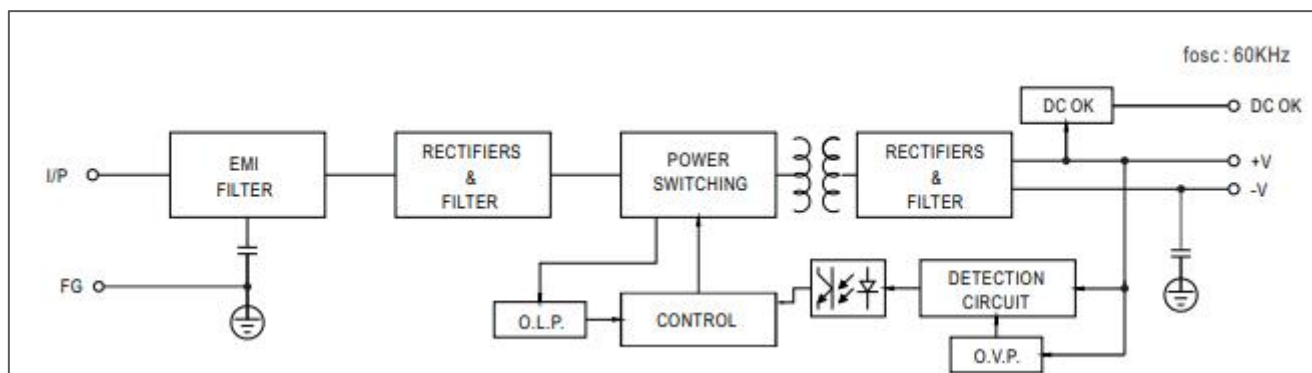 fosc : 60KHz
DC OK
DC OK
I/P
EMI
FILTER
RECTIFIERS
&
FILTER
POWER
SWITCHING
RECTIFIERS
&
FILTER
+V
-V
FG
O.L.P.
CONTROL
DETECTION
CIRCUIT
O.V.P.